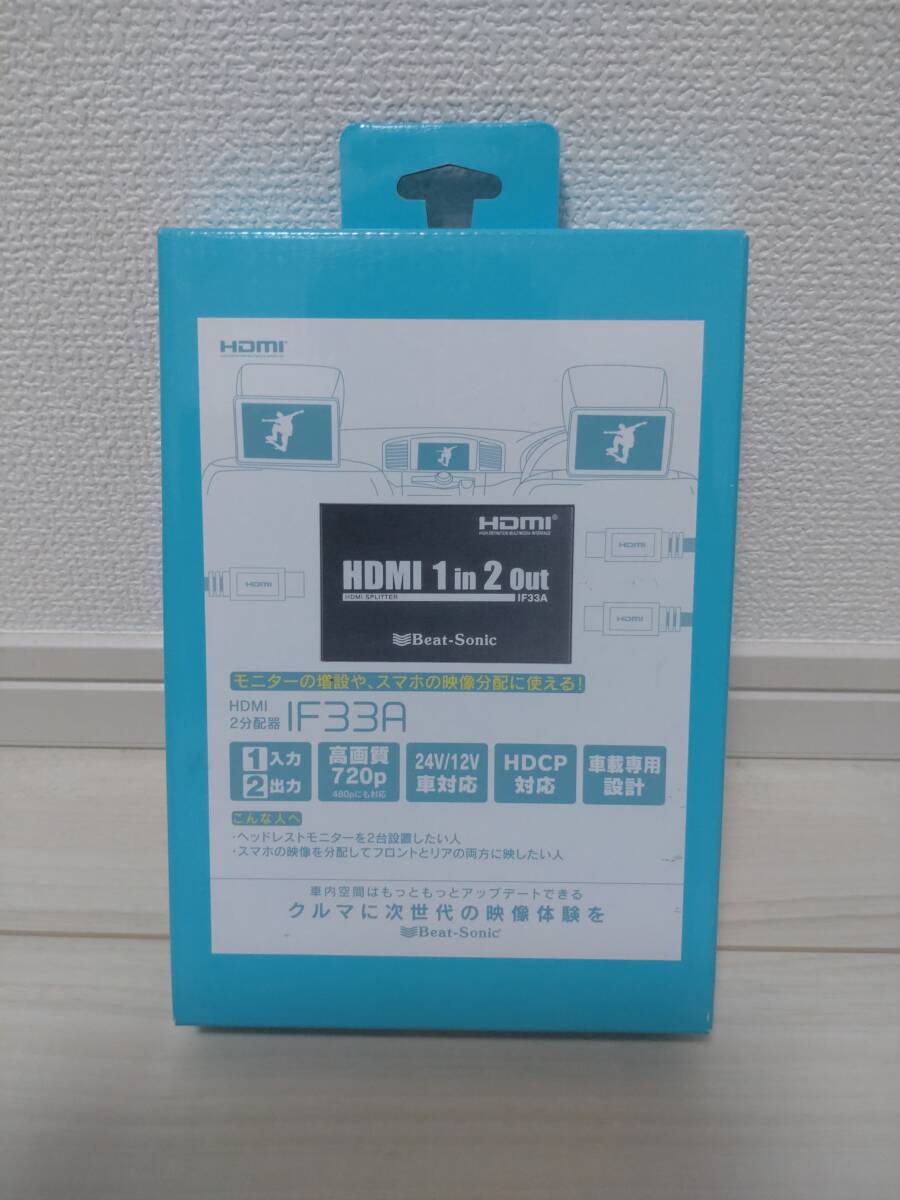 HDMI
HDMI
HIGH DEFINITION MULTIMEDIA INTERFACE
HDMI 1 in 2 Out
HDMI SPLITTER
IF33A
Beat-Sonic
HDMI
HDMI
HDMI
モニターの増設や、スマホの映像分配に使える!
HDMI
2分配器
IF33A
1入力
2出力
高画質
720p
480pにも対応
24V/12V
車対応
HDCP
対応
車載専用
設計
こんな人へ
・ヘッドレストモニターを2台設置したい人
・スマホの映像を分配してフロントとリアの両方に映したい人
車内空間はもっともっとアップデートできる
クルマに次世代の映像体験を
Beat-Sonic